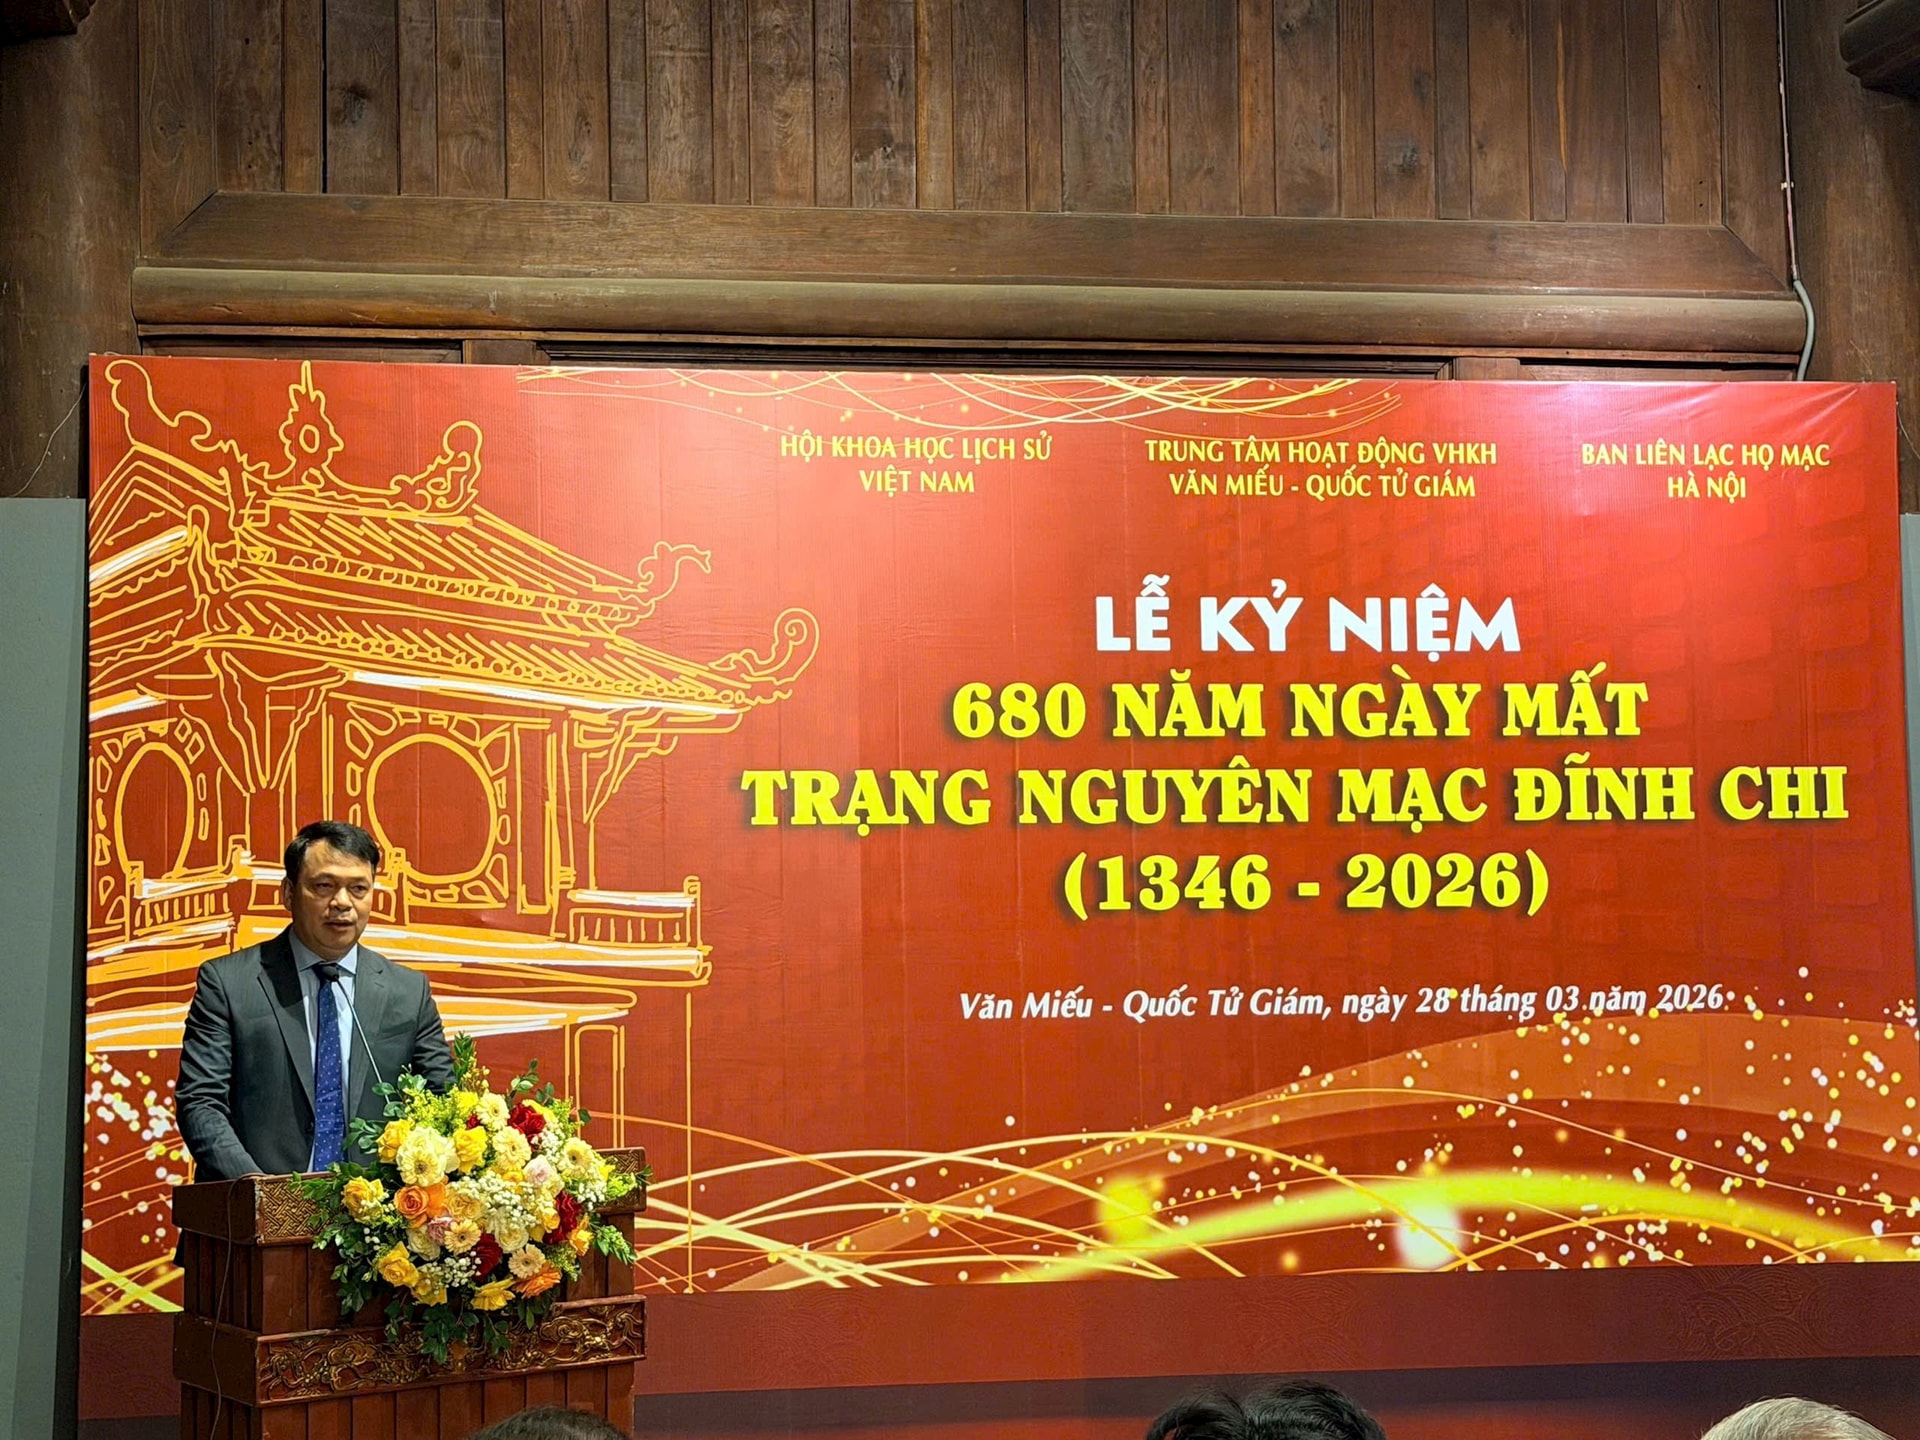 HỘI KHOA HỌC LỊCH SỬ
VIỆT NAM
TRUNG TÂM HOẠT ĐỘNG VHKH
VĂN MIẾU - QUỐC TỬ GIÁM
BAN LIÊN LẠC HỌ MẠC
HÀ NỘI
LỄ KỶ NIỆM
680 NĂM NGÀY MẤT
TRẠNG NGUYÊN MẠC ĐĨNH CHI
(1346 - 2026)
Văn Miếu - Quốc Tử Giám, ngày 28 tháng 03 năm 2026